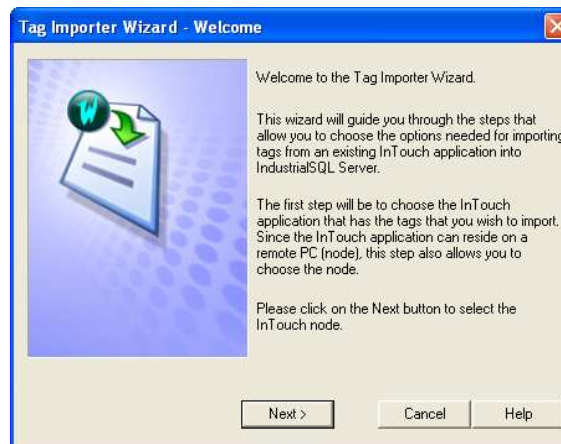 Tag Importer Wizard - Welcome
Welcome to the Tag Importer Wizard.
This wizard will guide you through the steps that
allow you to choose the options needed for importing
tags from an existing InTouch application into
IndustrialSQL Server.
The first step will be to choose the InTouch
application that has the tags that you wish to import.
Since the InTouch application can reside on a
remote PC (node), this step also allows you to
choose the node.
Please click on the Next button to select the
InTouch node.
W
Next >
Cancel
Help